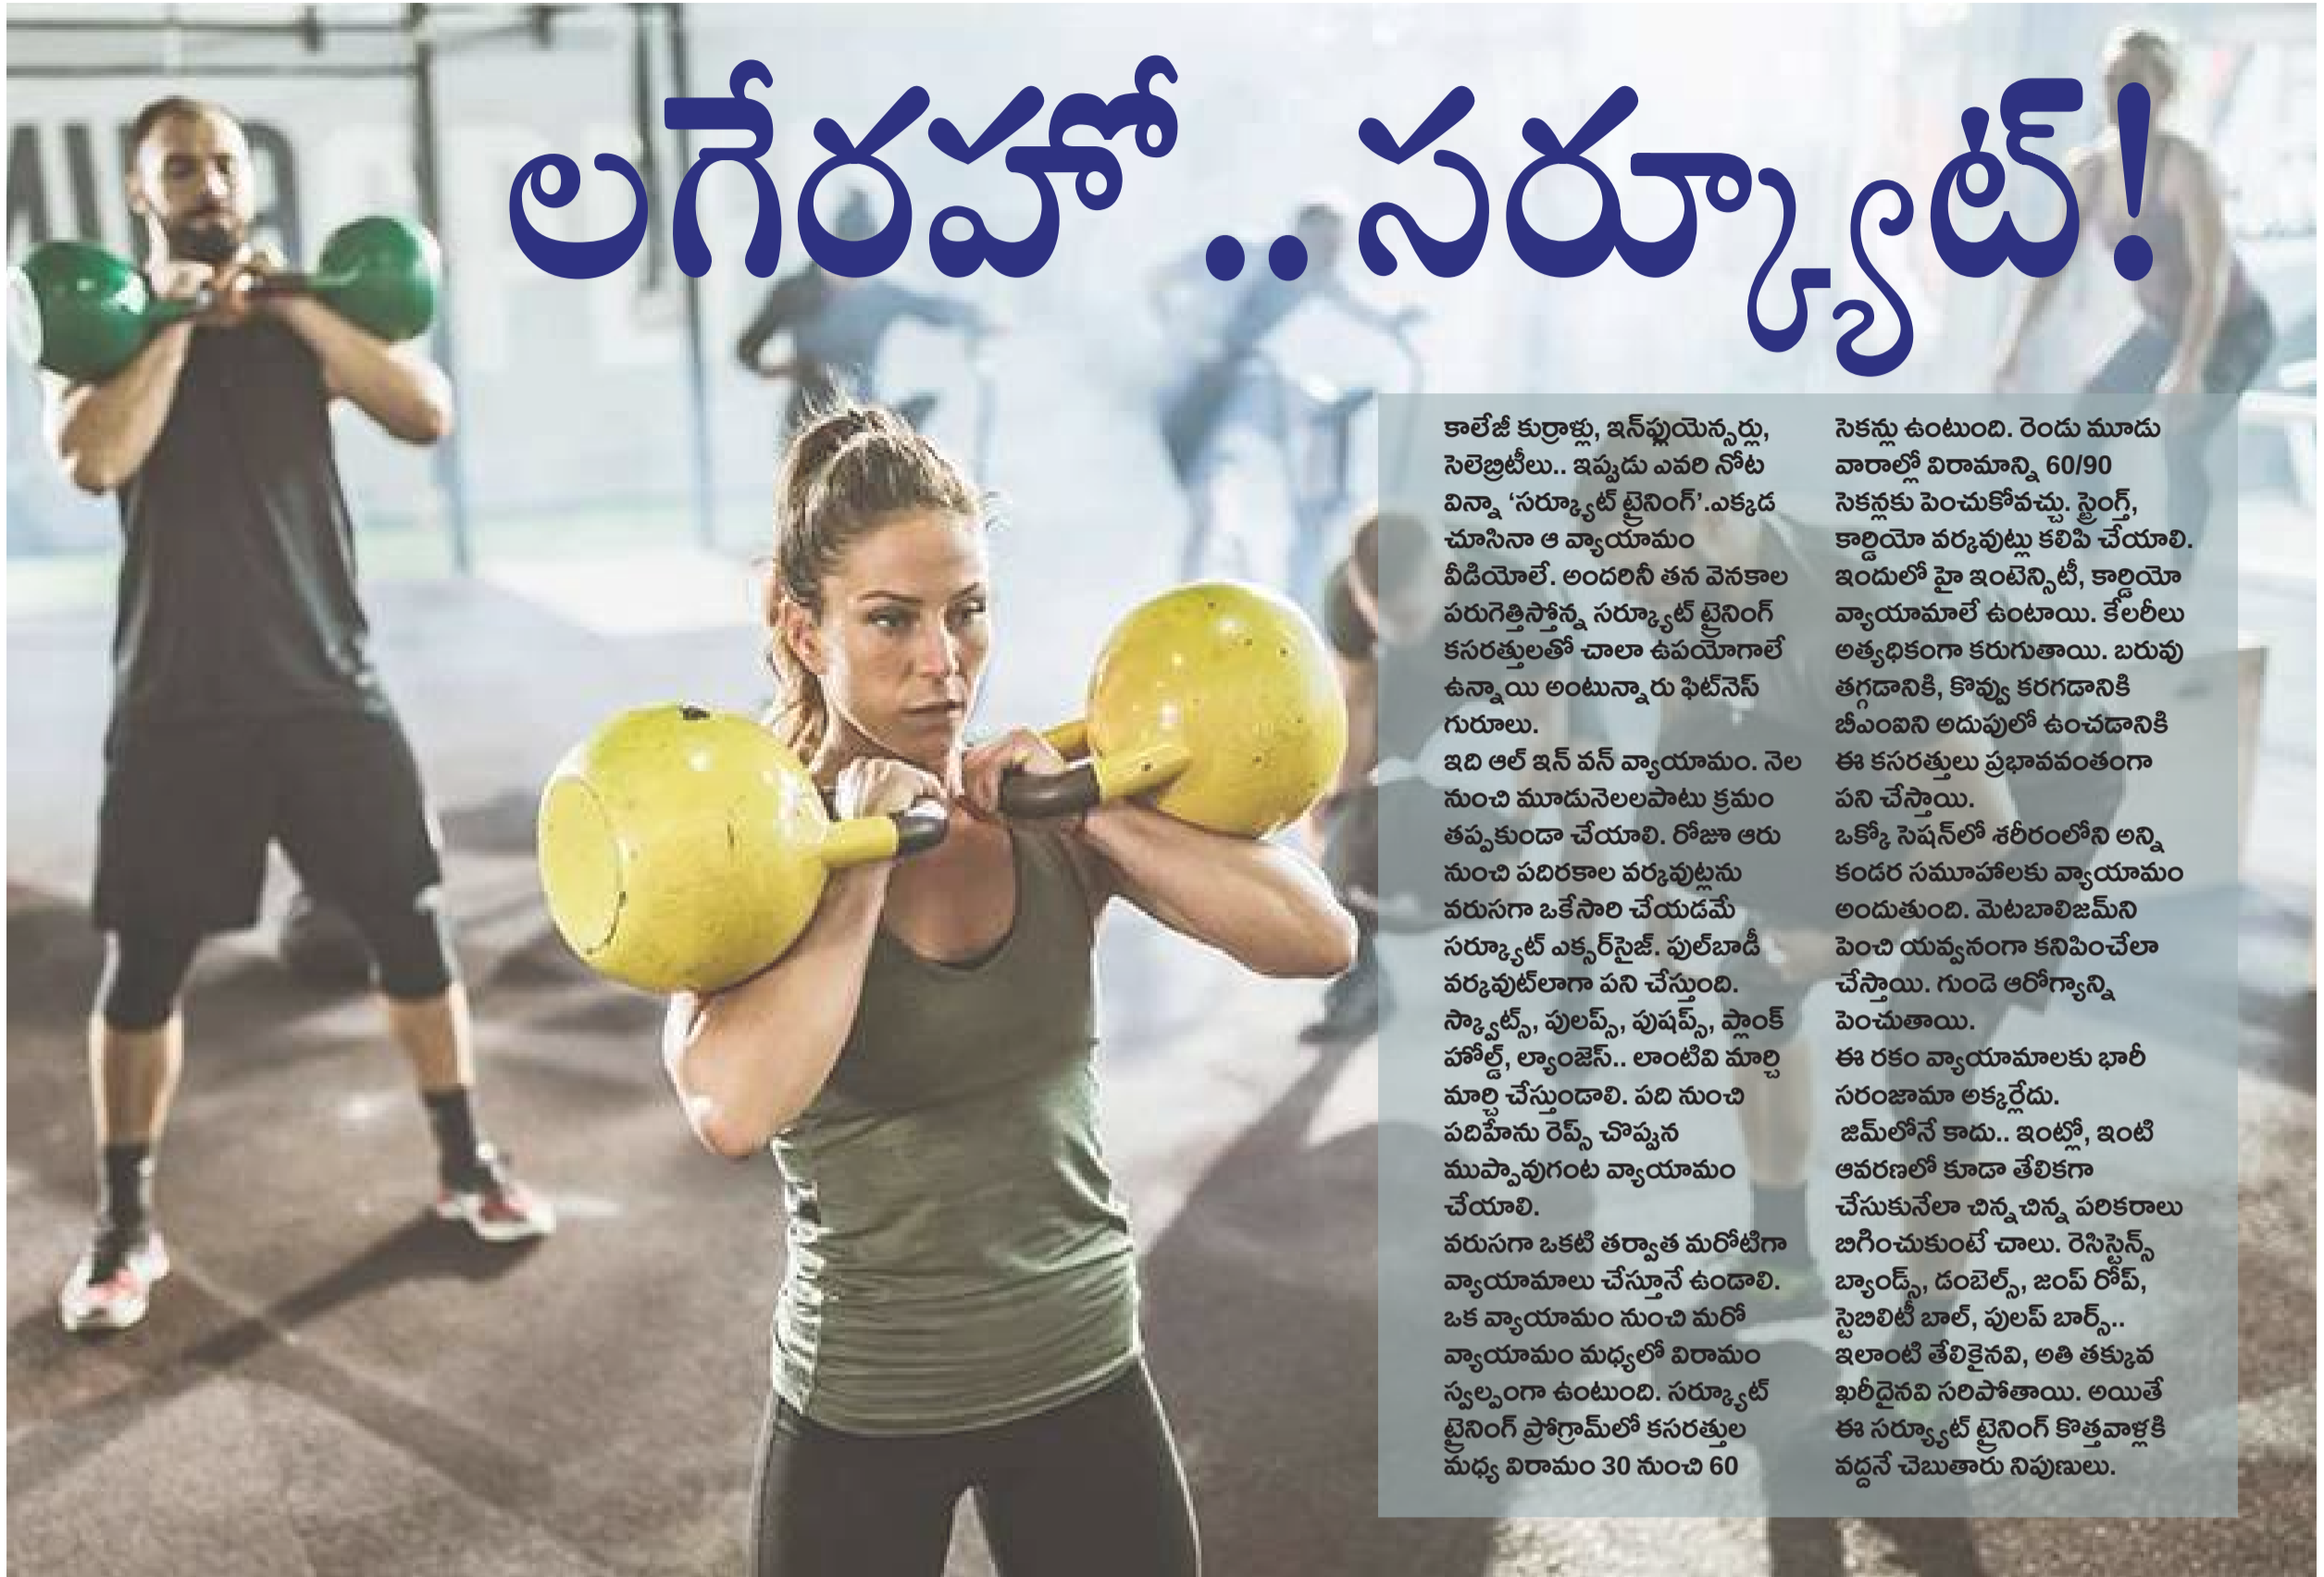 లగేరహో.. సర్క్యూట్!
కాలేజీ కుర్రాళ్లు, ఇన్‌ఫ్లుయెన్సర్లు,
సెలెబ్రిటీలు.. ఇప్పుడు ఎవరి నోట
విన్నా ‘సర్క్యూట్ ట్రైనింగ్’.ఎక్కడ
చూసినా ఆ వ్యాయామం
వీడియోలే. అందరినీ తన వెనకాల
పరుగెత్తిస్తోన్న సర్క్యూట్ ట్రైనింగ్
కసరత్తులతో చాలా ఉపయోగాలే
ఉన్నాయి అంటున్నారు ఫిట్‌నెస్
గురూలు.
ఇది ఆల్ ఇన్ వన్ వ్యాయామం. నెల
నుంచి మూడునెలలపాటు క్రమం
తప్పకుండా చేయాలి. రోజూ ఆరు
నుంచి పదిరకాల వర్కవుట్లను
వరుసగా ఒకేసారి చేయడమే
సర్క్యూట్ ఎక్సర్‌సైజ్. ఫుల్‌బాడీ
వర్కవుట్‌లాగా పని చేస్తుంది.
స్క్వాట్స్, పులప్స్, పుషప్స్, ప్లాంక్
హోల్డ్, ల్యాంజెస్.. లాంటివి మార్చి
మార్చి చేస్తుండాలి. పది నుంచి
పదిహేను రెప్స్ చొప్పున
ముప్పావుగంట వ్యాయామం
చేయాలి.
వరుసగా ఒకటి తర్వాత మరోటిగా
వ్యాయామాలు చేస్తూనే ఉండాలి.
ఒక వ్యాయామం నుంచి మరో
వ్యాయామం మధ్యలో విరామం
స్వల్పంగా ఉంటుంది. సర్క్యూట్
ట్రైనింగ్ ప్రోగ్రామ్‌లో కసరత్తుల
మధ్య విరామం 30 నుంచి 60
సెకన్లు ఉంటుంది. రెండు మూడు
వారాల్లో విరామాన్ని 60/90
సెకన్లకు పెంచుకోవచ్చు. స్ట్రెంగ్త్,
కార్డియో వర్కవుట్లు కలిపి చేయాలి.
ఇందులో హై ఇంటెన్సిటీ, కార్డియో
వ్యాయామాలే ఉంటాయి. కేలరీలు
అత్యధికంగా కరుగుతాయి. బరువు
తగ్గడానికి, కొవ్వు కరగడానికి
బీఎంఐని అదుపులో ఉంచడానికి
ఈ కసరత్తులు ప్రభావవంతంగా
పని చేస్తాయి.
ఒక్కో సెషన్‌లో శరీరంలోని అన్ని
కండర సమూహాలకు వ్యాయామం
అందుతుంది. మెటబాలిజమ్‌ని
పెంచి యవ్వనంగా కనిపించేలా
చేస్తాయి. గుండె ఆరోగ్యాన్ని
పెంచుతాయి.
ఈ రకం వ్యాయామాలకు భారీ
సరంజామా అక్కర్లేదు.
జిమ్‌లోనే కాదు.. ఇంట్లో, ఇంటి
ఆవరణలో కూడా తేలికగా
చేసుకునేలా చిన్నచిన్న పరికరాలు
బిగించుకుంటే చాలు. రెసిస్టెన్స్
బ్యాండ్స్, డంబెల్స్, జంప్ రోప్,
స్టెబిలిటీ బాల్, పులప్ బార్స్..
ఇలాంటి తేలికైనవి, అతి తక్కువ
ఖరీదైనవి సరిపోతాయి. అయితే
ఈ సర్య్యూట్ ట్రైనింగ్ కొత్తవాళ్లకి
వద్దనే చెబుతారు నిపుణులు.